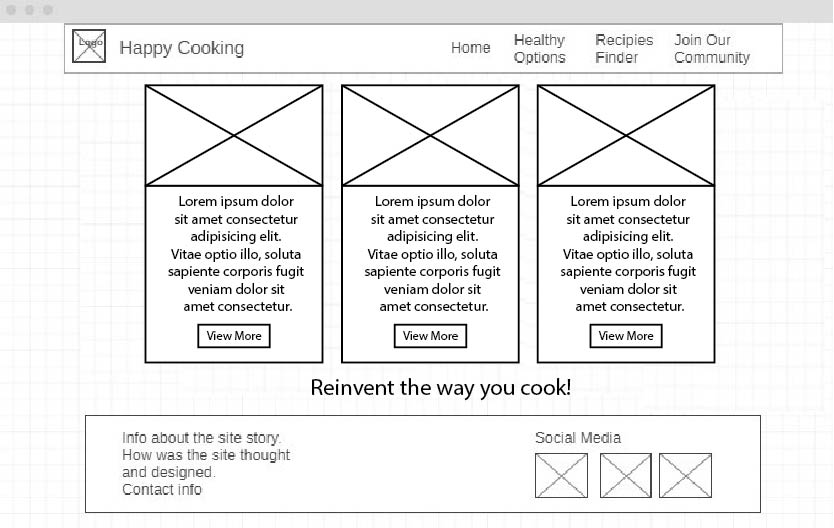 Logo
Happy Cooking
Home
Healthy
Options
Recipies
Finder
Join Our
Community
Lorem ipsum dolor
sit amet consectetur
adipisicing elit.
Vitae optio illo, soluta
sapiente corporis fugit
veniam dolor sit
amet consectetur.
View More
Lorem ipsum dolor
sit amet consectetur
adipisicing elit.
Vitae optio illo, soluta
sapiente corporis fugit
veniam dolor sit
amet consectetur.
View More
Lorem ipsum dolor
sit amet consectetur
adipisicing elit.
Vitae optio illo, soluta
sapiente corporis fugit
veniam dolor sit
amet consectetur.
View More
Reinvent the way you cook!
Info about the site story.
How was the site thought
and designed.
Contact info
Social Media